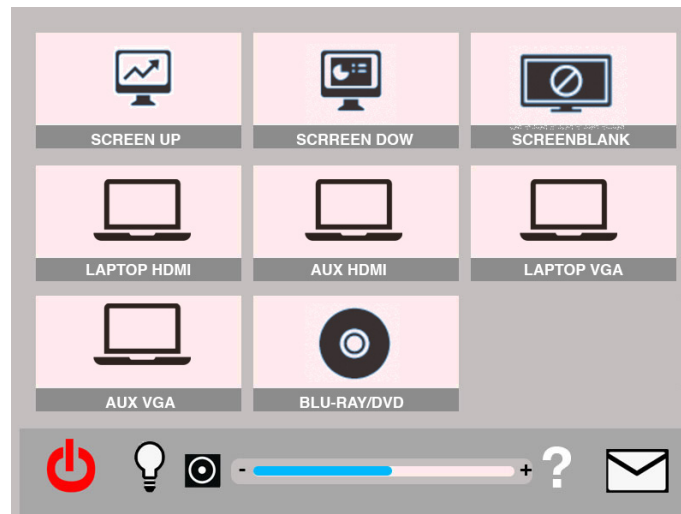 SCREEN UP
SCRREEN DOW
SCREENBLANK
LAPTOP HDMI
AUX HDMI
LAPTOP VGA
AUX VGA
BLU-RAY/DVD
- + ?